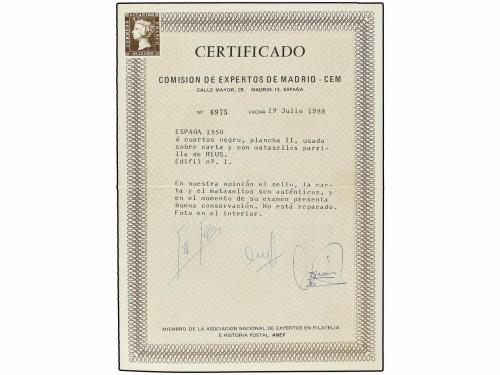 CERTIFICADO
COMISION DE EXPERTOS DE MADRID - CEM
CALLE MAYOR, 29. MADRID-13, ESPAÑA
Nº 6975 FECHA 19 Julio 1988
ESPAÑA 1850
6 cuartos negro, plancha II, usado
sobre carta y con matasellos parri-
lla de REUS.
Edifil nº. 1.
En nuestra opinión el sello, la car-
ta y el matasellos son auténticos, y
en el momento de su examen presenta
buena conservación. No está reparado.
Foto en el interior.
MIEMBRO DE LA ASOCIACION NACIONAL DE EXPERTOS EN FILATELIA
E HISTORIA POSTAL ANEF